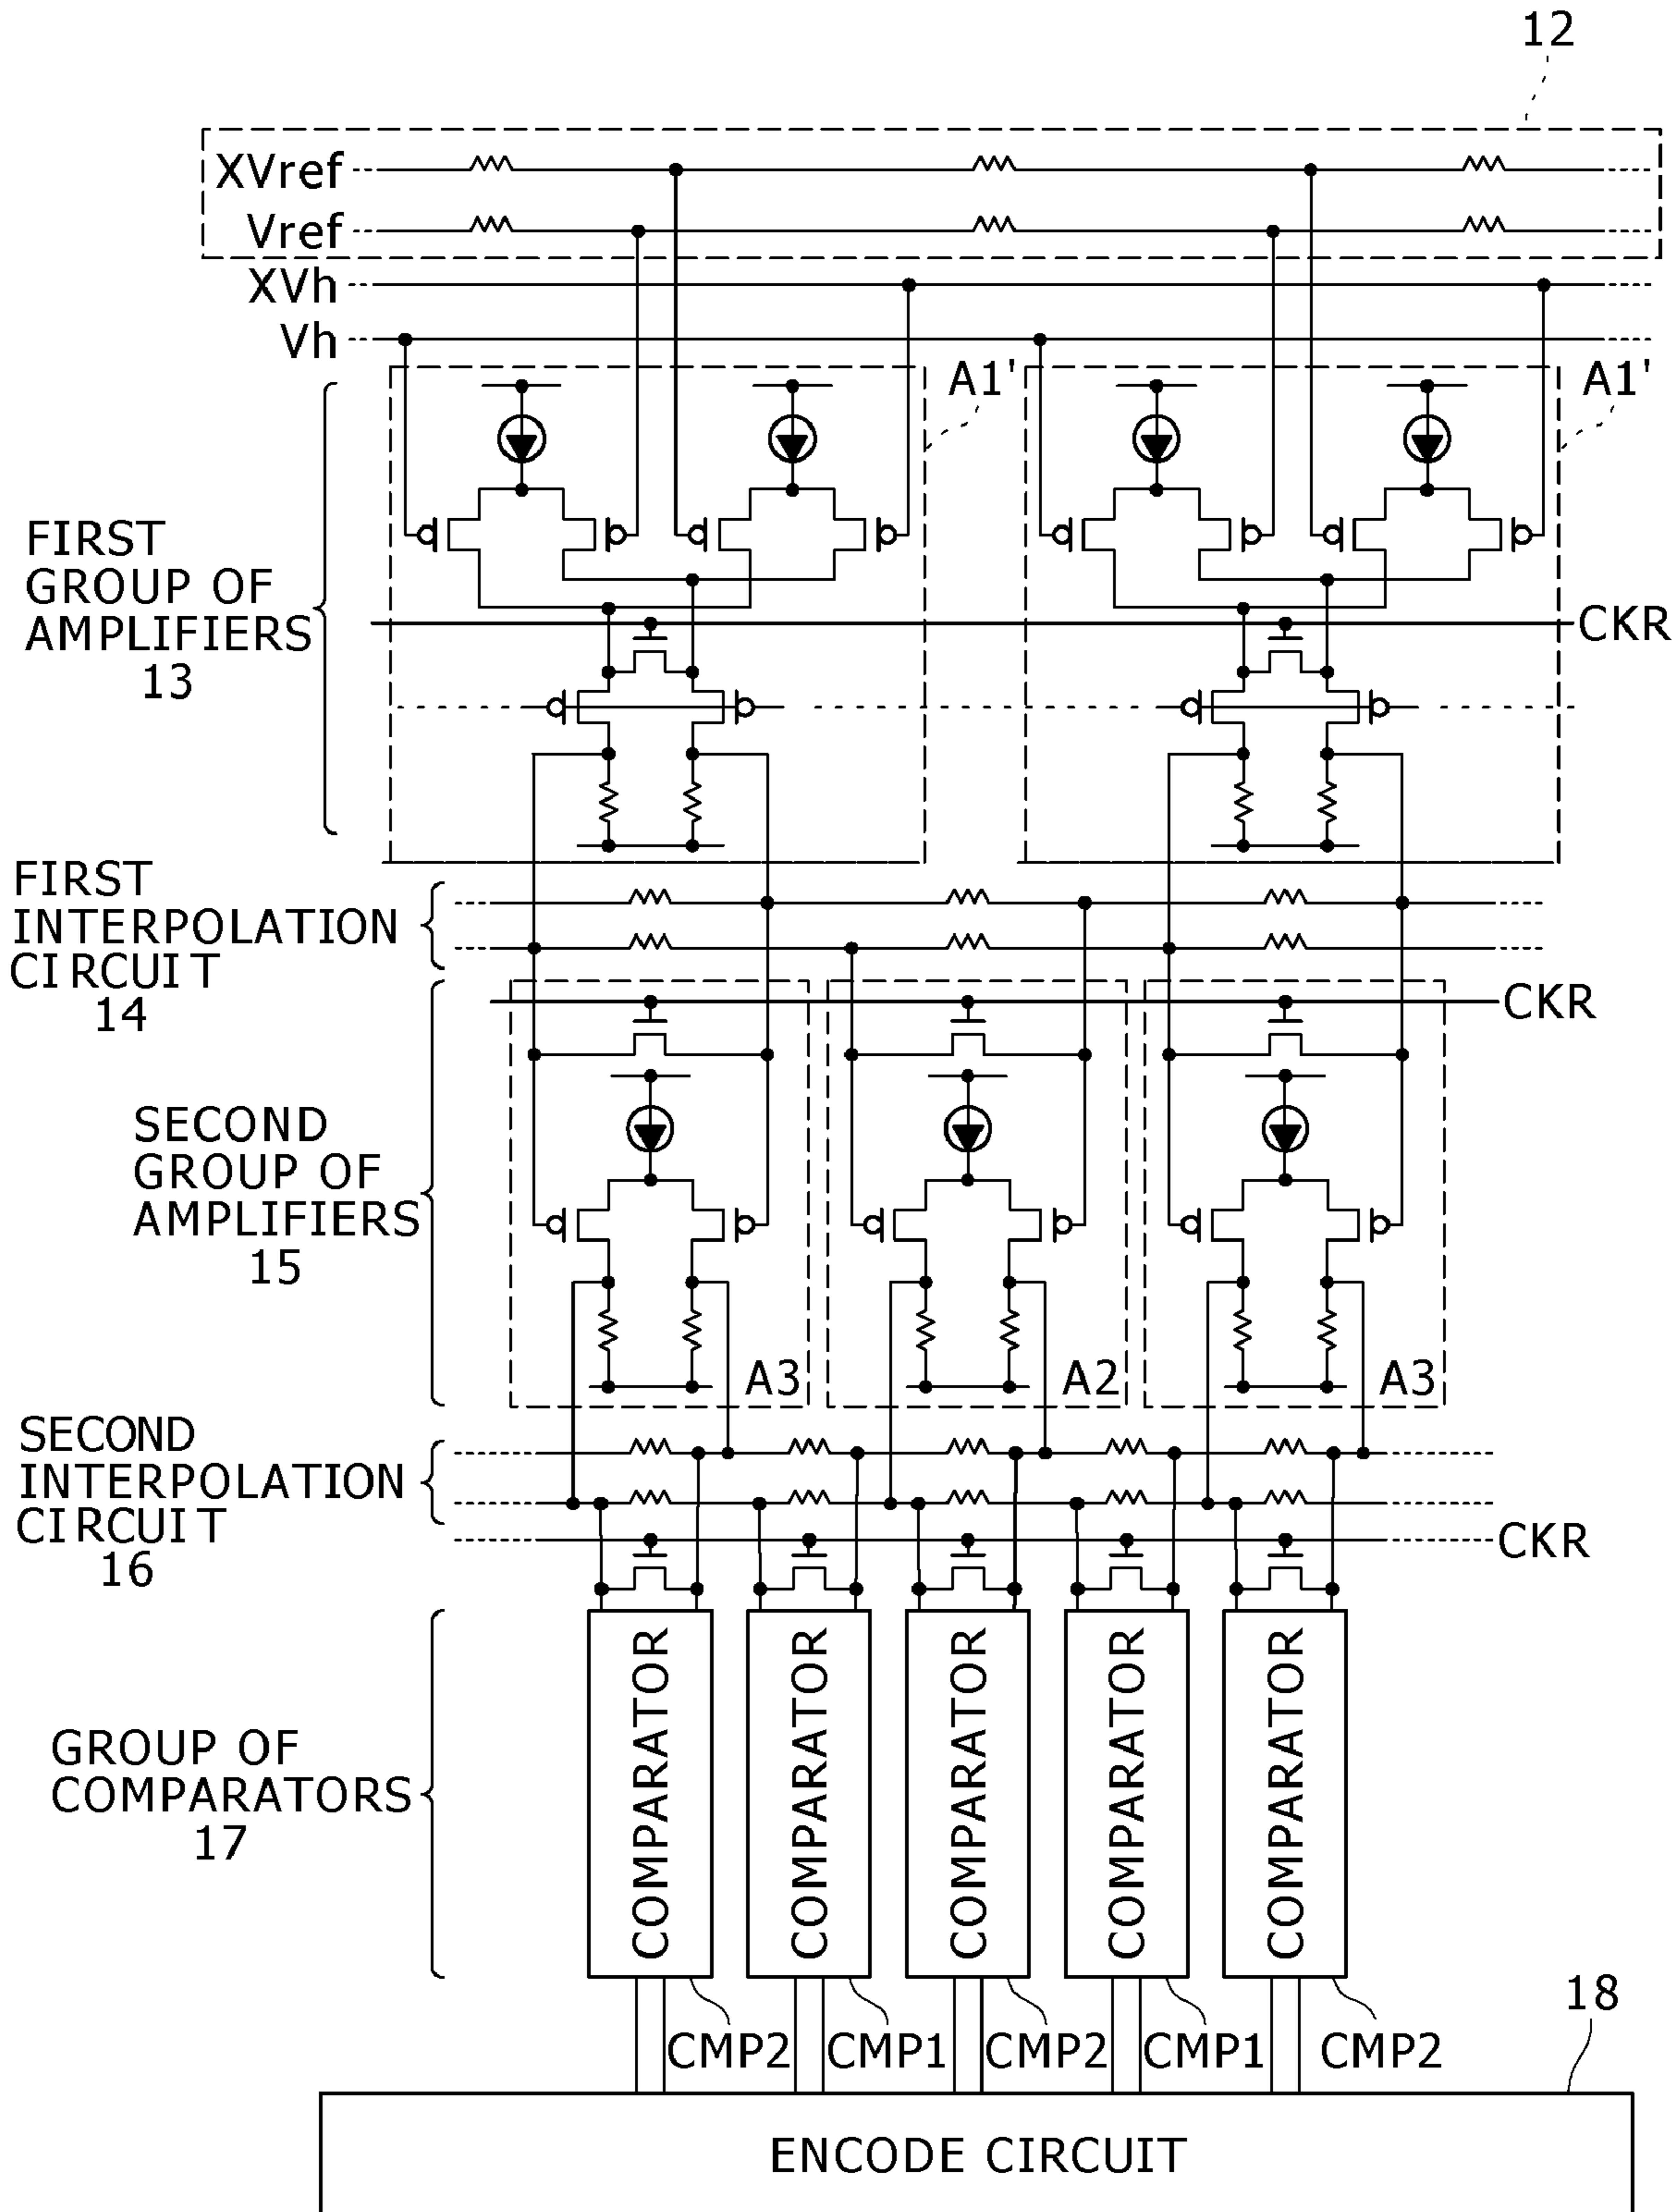 12
XVref
Vref
XVh
Vh
A1'
A1'
FIRST
GROUP OF
AMPLIFIERS
13
CKR
FIRST
INTERPOLATION
CIRCUIT
14
CKR
SECOND
GROUP OF
AMPLIFIERS
15
A3
A2
A3
SECOND
INTERPOLATION
CIRCUIT
16
CKR
GROUP OF
COMPARATORS
17
COMPARATOR
COMPARATOR
COMPARATOR
COMPARATOR
COMPARATOR
CMP2
CMP1
CMP2
CMP1
CMP2
18
ENCODE CIRCUIT